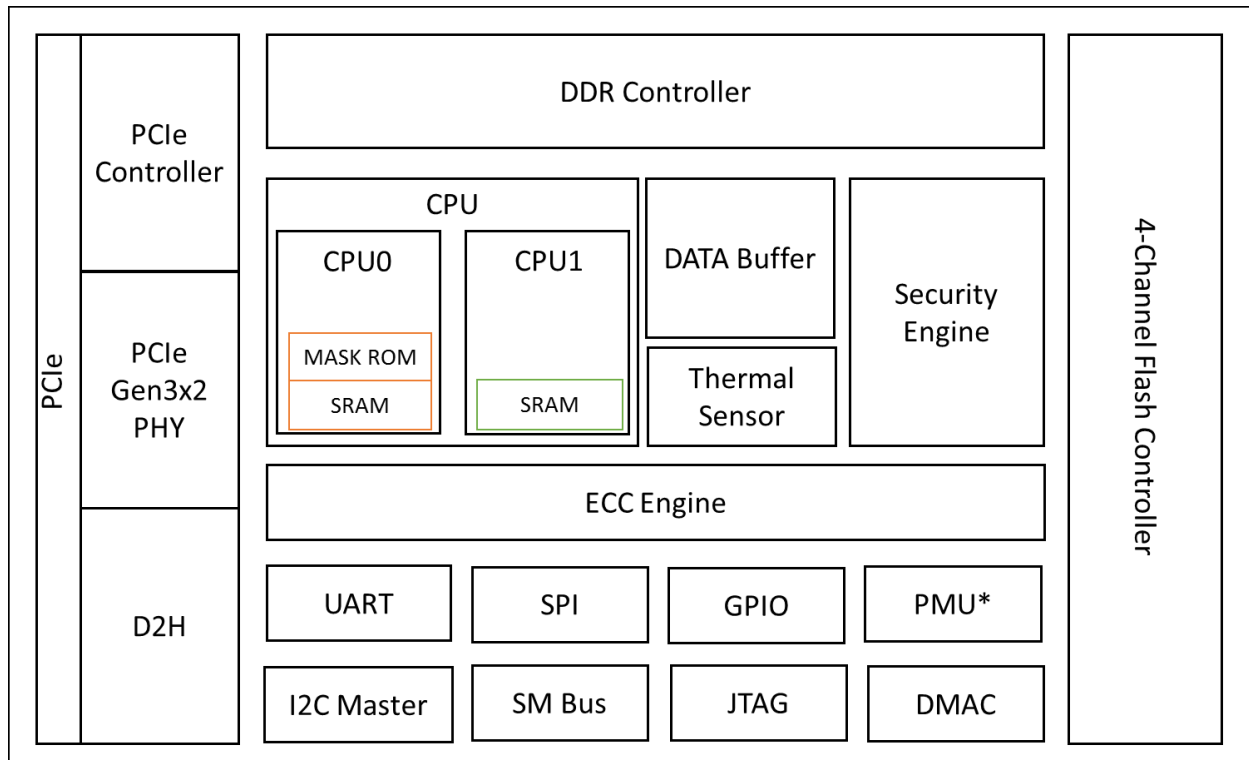 PCIe
PCIe
Controller
PCIe
Gen3x2
PHY
D2H
DDR Controller
CPU
CPU0
MASK ROM
SRAM
CPU1
SRAM
DATA Buffer
Thermal
Sensor
Security
Engine
ECC Engine
UART
SPI
GPIO
PMU*
I2C Master
SM Bus
JTAG
DMAC
4-Channel Flash Controller